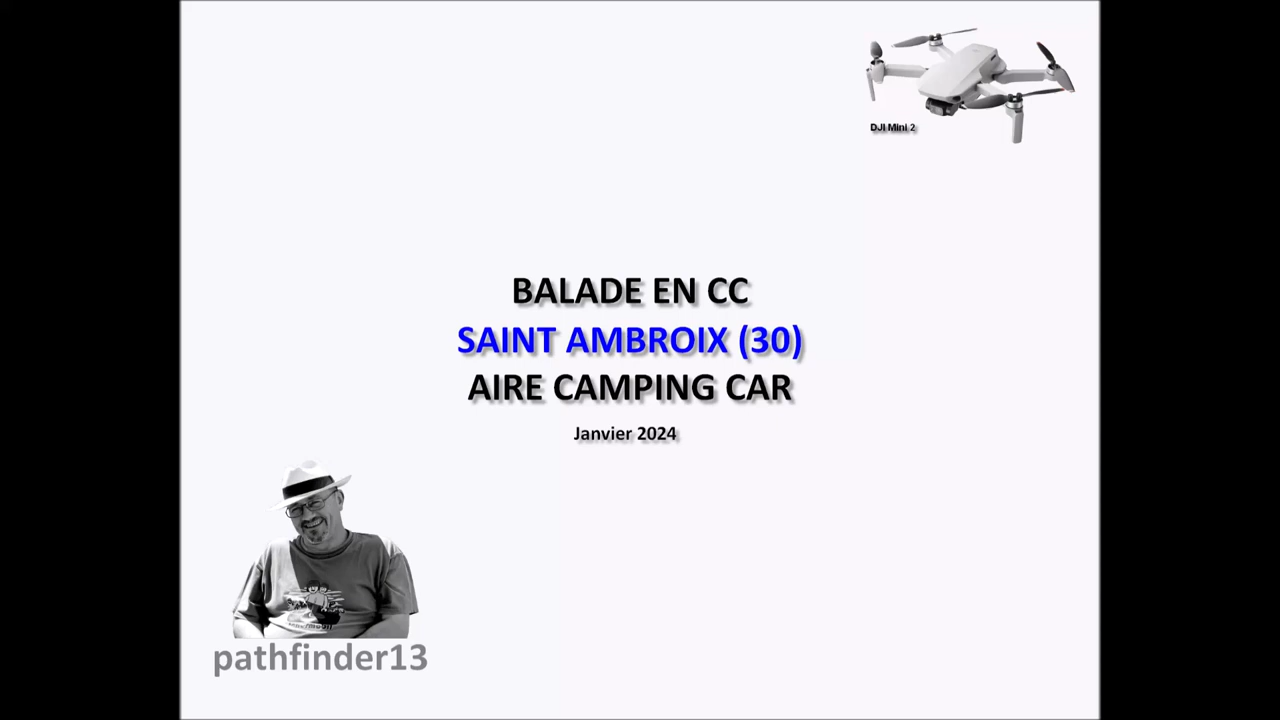 DJI Mini 2
BALADE EN CC
SAINT AMBROIX (30)
AIRE CAMPING CAR
Janvier 2024
pathfinder13